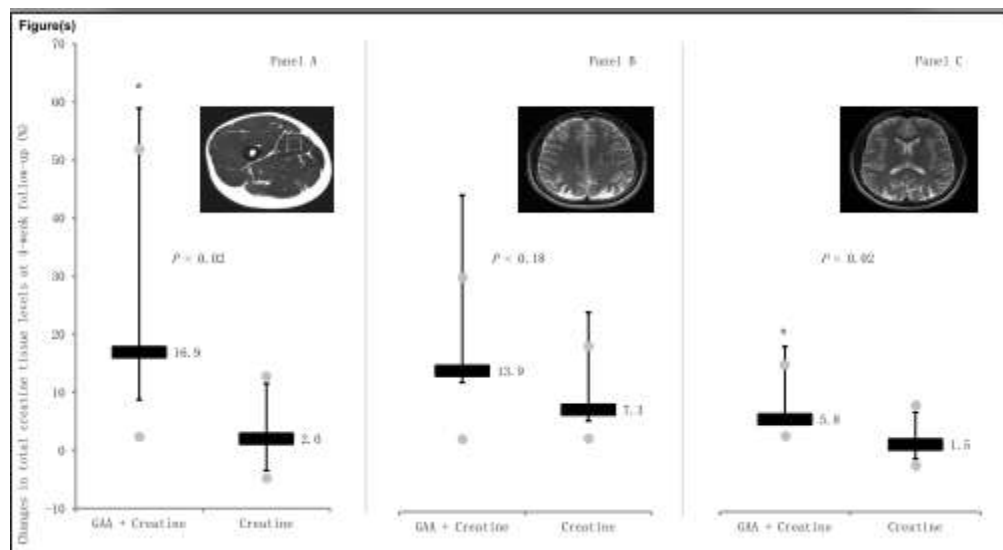 Figure(s)
Changes in total creatine tissue levels at 4-week follow-up (%)
70
60
50
40
30
20
10
0
-10
Panel A
*
P < 0.02
16.9
2.0
GAA + Creatine
Creatine
Panel B
P < 0.18
13.9
7.1
GAA + Creatine
Creatine
Panel C
P = 0.02
*
5.8
1.5
GAA + Creatine
Creatine